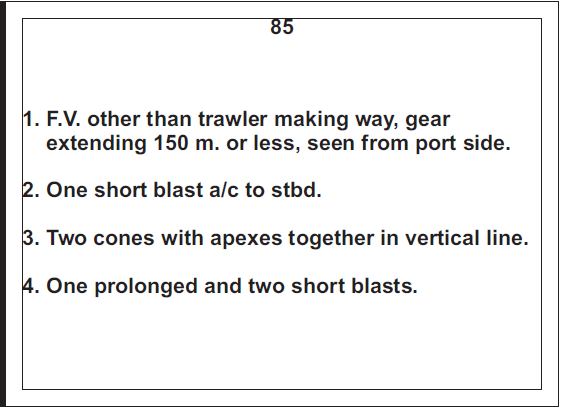 85
1. F.V. other than trawler making way, gear
extending 150 m. or less, seen from port side.
2. One short blast a/c to stbd.
3. Two cones with apexes together in vertical line.
4. One prolonged and two short blasts.